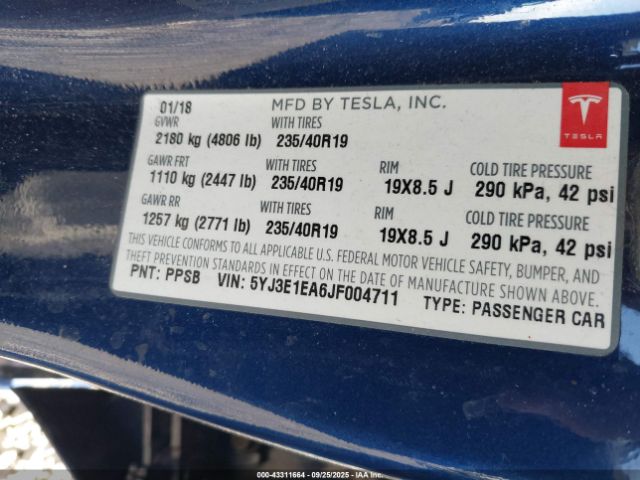 01/18 MFD BY TESLA, INC.
GVWR WITH TIRES
2180 kg (4806 lb) 235/40R19
TESLA
GAWR FRT WITH TIRES RIM COLD TIRE PRESSURE
1110 kg (2447 lb) 235/40R19 19X8.5 J 290 kPa, 42 psi
GAWR RR WITH TIRES RIM COLD TIRE PRESSURE
1257 kg (2771 lb) 235/40R19 19X8.5 J 290 kPa, 42 psi
THIS VEHICLE CONFORMS TO ALL APPLICABLE U.S. FEDERAL MOTOR VEHICLE SAFETY, BUMPER, AND
THEFT PREVENTION STANDARDS IN EFFECT ON THE DATE OF MANUFACTURE SHOWN ABOVE.
PNT: PPSB VIN: 5YJ3E1EA6JF004711 TYPE: PASSENGER CAR
000-43311664 09/25/2025 IAAI.COM